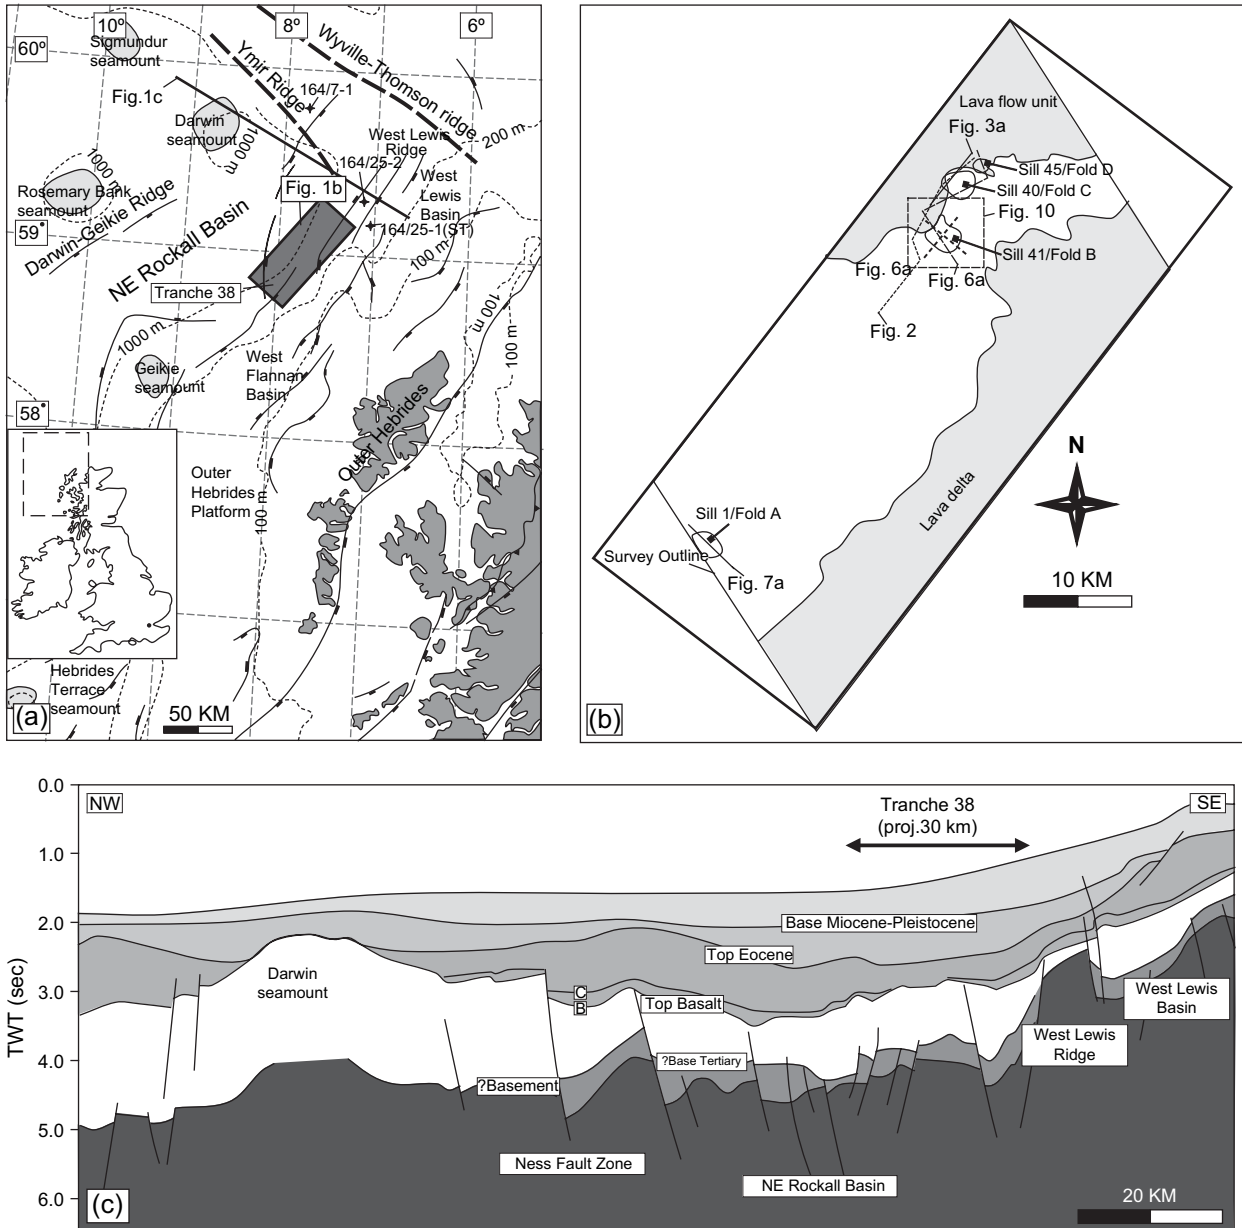 10°
8°
6°
Sigmundur
seamount
60°
Wyville-Thomson ridge
Ymir Ridge
Fig.1c
164/7-1
Darwin
seamount
1000 m
200 m
West Lewis
Ridge
164/25-2
1000 m
Rosemary Bank
seamount
Fig. 1b
West
Lewis
Basin
59°
Darwin-Geikie Ridge
NE Rockall Basin
164/25-1(ST)
100 m
Tranche 38
100 m
100 m
1000 m
Geikie
seamount
West
Flannan
Basin
58°
Outer Hebrides
Outer
Hebrides
Platform
100 m
Hebrides
Terrace
seamount
(a)
50 KM
Lava flow unit
Fig. 3a
Sill 45/Fold D
Sill 40/Fold C
Fig. 10
Sill 41/Fold B
Fig. 6a
Fig. 6a
Fig. 2
N
Lava delta
Sill 1/Fold A
Survey Outline
Fig. 7a
10 KM
(b)
0.0
NW
Tranche 38
(proj.30 km)
SE
1.0
2.0
Base Miocene-Pleistocene
Top Eocene
Darwin
seamount
3.0
C
B
Top Basalt
West Lewis
Basin
TWT (sec)
West Lewis
Ridge
4.0
?Base Tertiary
?Basement
5.0
Ness Fault Zone
NE Rockall Basin
6.0
(c)
20 KM